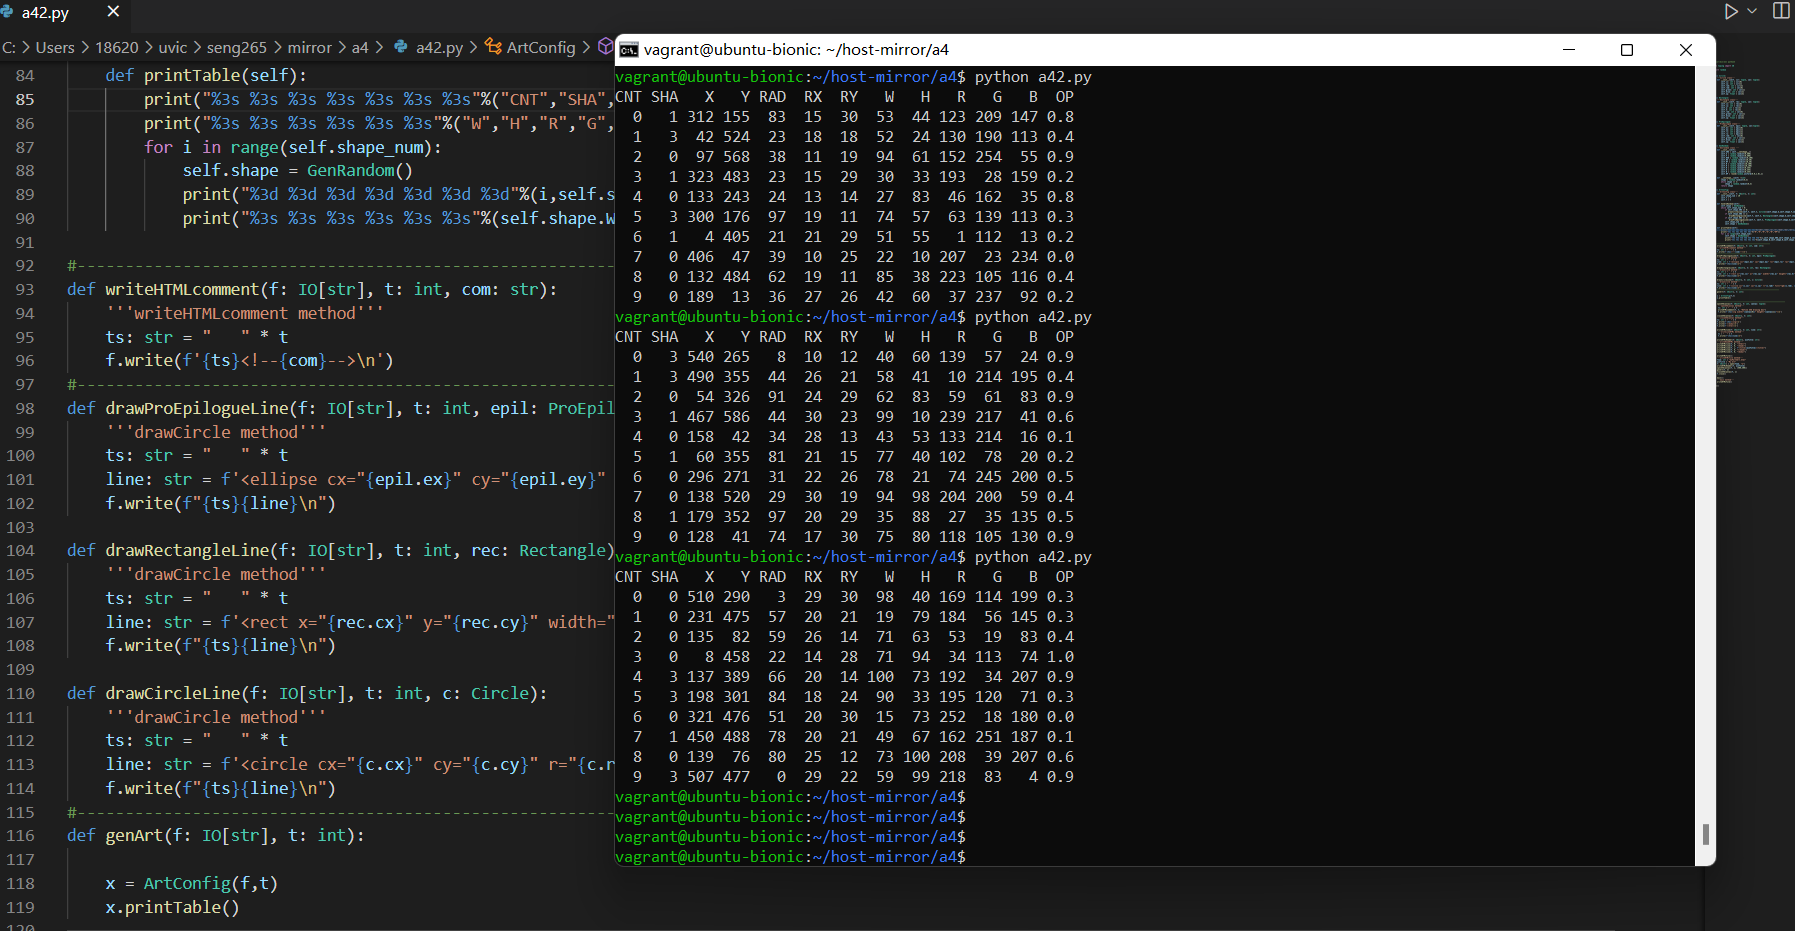 a42.py
C: > Users > 18620 > uvic > seng265 > mirror > a4 > a42.py > ArtConfig >
84 def printTable(self):
85 print("%3s %3s %3s %3s %3s %3s %3s"%("CNT","SHA",
86 print("%3s %3s %3s %3s %3s %3s"%("W","H","R","G",
87 for i in range(self.shape_num):
88 self.shape = GenRandom()
89 print("%3d %3d %3d %3d %3d %3d %3d"%(i,self.s
90 print("%3s %3s %3s %3s %3s %3s"%(self.shape.W
91
92 #--------------------------------------------------------
93 def writeHTMLcomment(f: IO[str], t: int, com: str):
94 '''writeHTMLcomment method'''
95 ts: str = "   " * t
96 f.write(f'{ts}<!--{com}-->\n')
97 #--------------------------------------------------------
98 def drawProEpilogueLine(f: IO[str], t: int, epil: ProEpil
99 '''drawCircle method'''
100 ts: str = "   " * t
101 line: str = f'<ellipse cx="{epil.ex}" cy="{epil.ey}"
102 f.write(f"{ts}{line}\n")
103
104 def drawRectangleLine(f: IO[str], t: int, rec: Rectangle)
105 '''drawCircle method'''
106 ts: str = "   " * t
107 line: str = f'<rect x="{rec.cx}" y="{rec.cy}" width="
108 f.write(f"{ts}{line}\n")
109
110 def drawCircleLine(f: IO[str], t: int, c: Circle):
111 '''drawCircle method'''
112 ts: str = "   " * t
113 line: str = f'<circle cx="{c.cx}" cy="{c.cy}" r="{c.r
114 f.write(f"{ts}{line}\n")
115 #--------------------------------------------------------
116 def genArt(f: IO[str], t: int):
117
118 x = ArtConfig(f,t)
119 x.printTable()
120
vagrant@ubuntu-bionic: ~/host-mirror/a4
vagrant@ubuntu-bionic:~/host-mirror/a4$ python a42.py
CNT SHA   X   Y RAD  RX  RY   W   H   R   G   B  OP
  0   1 312 155  83  15  30  53  44 123 209 147 0.8
  1   3  42 524  23  18  18  52  24 130 190 113 0.4
  2   0  97 568  38  11  19  94  61 152 254  55 0.9
  3   1 323 483  23  15  29  30  33 193  28 159 0.2
  4   0 133 243  24  13  14  27  83  46 162  35 0.8
  5   3 300 176  97  19  11  74  57  63 139 113 0.3
  6   1   4 405  21  21  29  51  55   1 112  13 0.2
  7   0 406  47  39  10  25  22  10 207  23 234 0.0
  8   0 132 484  62  19  11  85  38 223 105 116 0.4
  9   0 189  13  36  27  26  42  60  37 237  92 0.2
vagrant@ubuntu-bionic:~/host-mirror/a4$ python a42.py
CNT SHA   X   Y RAD  RX  RY   W   H   R   G   B  OP
  0   3 540 265   8  10  12  40  60 139  57  24 0.9
  1   3 490 355  44  26  21  58  41  10 214 195 0.4
  2   0  54 326  91  24  29  62  83  59  61  83 0.9
  3   1 467 586  44  30  23  99  10 239 217  41 0.6
  4   0 158  42  34  28  13  43  53 133 214  16 0.1
  5   1  60 355  81  21  15  77  40 102  78  20 0.2
  6   0 296 271  31  22  26  78  21  74 245 200 0.5
  7   0 138 520  29  30  19  94  98 204 200  59 0.4
  8   1 179 352  97  20  29  35  88  27  35 135 0.5
  9   0 128  41  74  17  30  75  80 118 105 130 0.9
vagrant@ubuntu-bionic:~/host-mirror/a4$ python a42.py
CNT SHA   X   Y RAD  RX  RY   W   H   R   G   B  OP
  0   0 510 290   3  29  30  98  40 169 114 199 0.3
  1   0 231 475  57  20  21  19  79 184  56 145 0.3
  2   0 135  82  59  26  14  71  63  53  19  83 0.4
  3   0   8 458  22  14  28  71  94  34 113  74 1.0
  4   3 137 389  66  20  14 100  73 192  34 207 0.9
  5   3 198 301  84  18  24  90  33 195 120  71 0.3
  6   0 321 476  51  20  30  15  73 252  18 180 0.0
  7   1 450 488  78  20  21  49  67 162 251 187 0.1
  8   0 139  76  80  25  12  73 100 208  39 207 0.6
  9   3 507 477   0  29  22  59  99 218  83   4 0.9
vagrant@ubuntu-bionic:~/host-mirror/a4$
vagrant@ubuntu-bionic:~/host-mirror/a4$
vagrant@ubuntu-bionic:~/host-mirror/a4$
vagrant@ubuntu-bionic:~/host-mirror/a4$